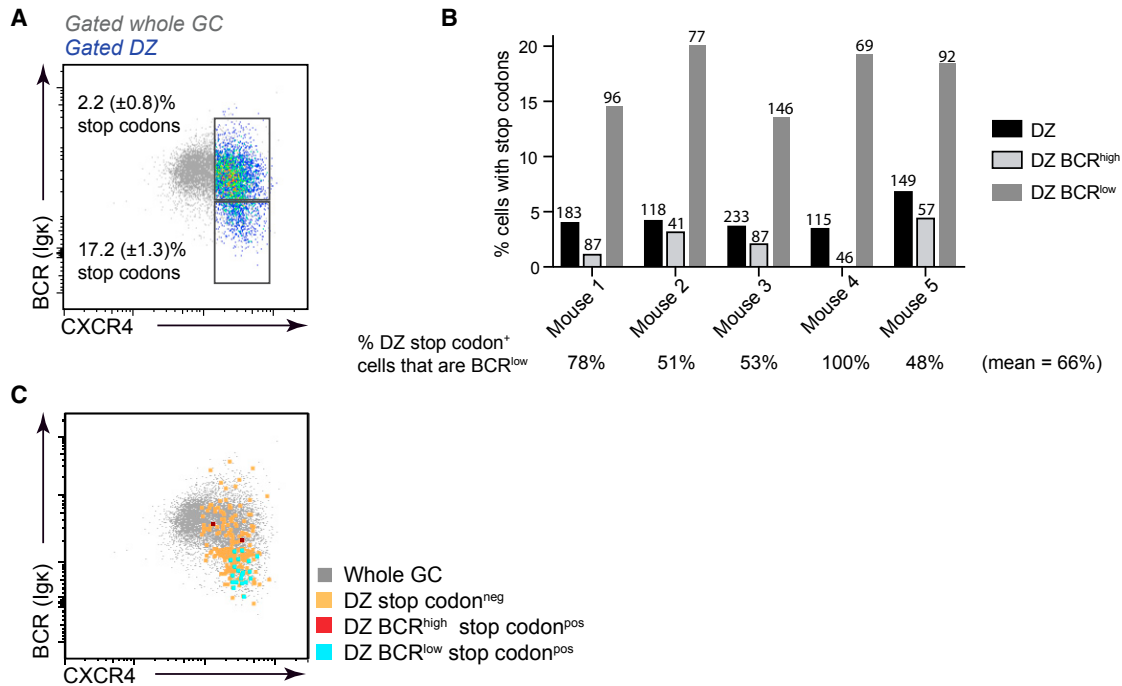 A
Gated whole GC
Gated DZ
2.2 (±0.8)%
stop codons
17.2 (±1.3)%
stop codons
BCR (Igκ)
CXCR4
B
% cells with stop codons
20
15
10
5
0
183
87
96
118
41
77
233
87
146
115
46
69
149
57
92
Mouse 1
Mouse 2
Mouse 3
Mouse 4
Mouse 5
DZ
DZ BCRhigh
DZ BCRlow
% DZ stop codon+
cells that are BCRlow
78% 51% 53% 100% 48% (mean = 66%)
C
BCR (Igκ)
CXCR4
Whole GC
DZ stop codonneg
DZ BCRhigh stop codonpos
DZ BCRlow stop codonpos